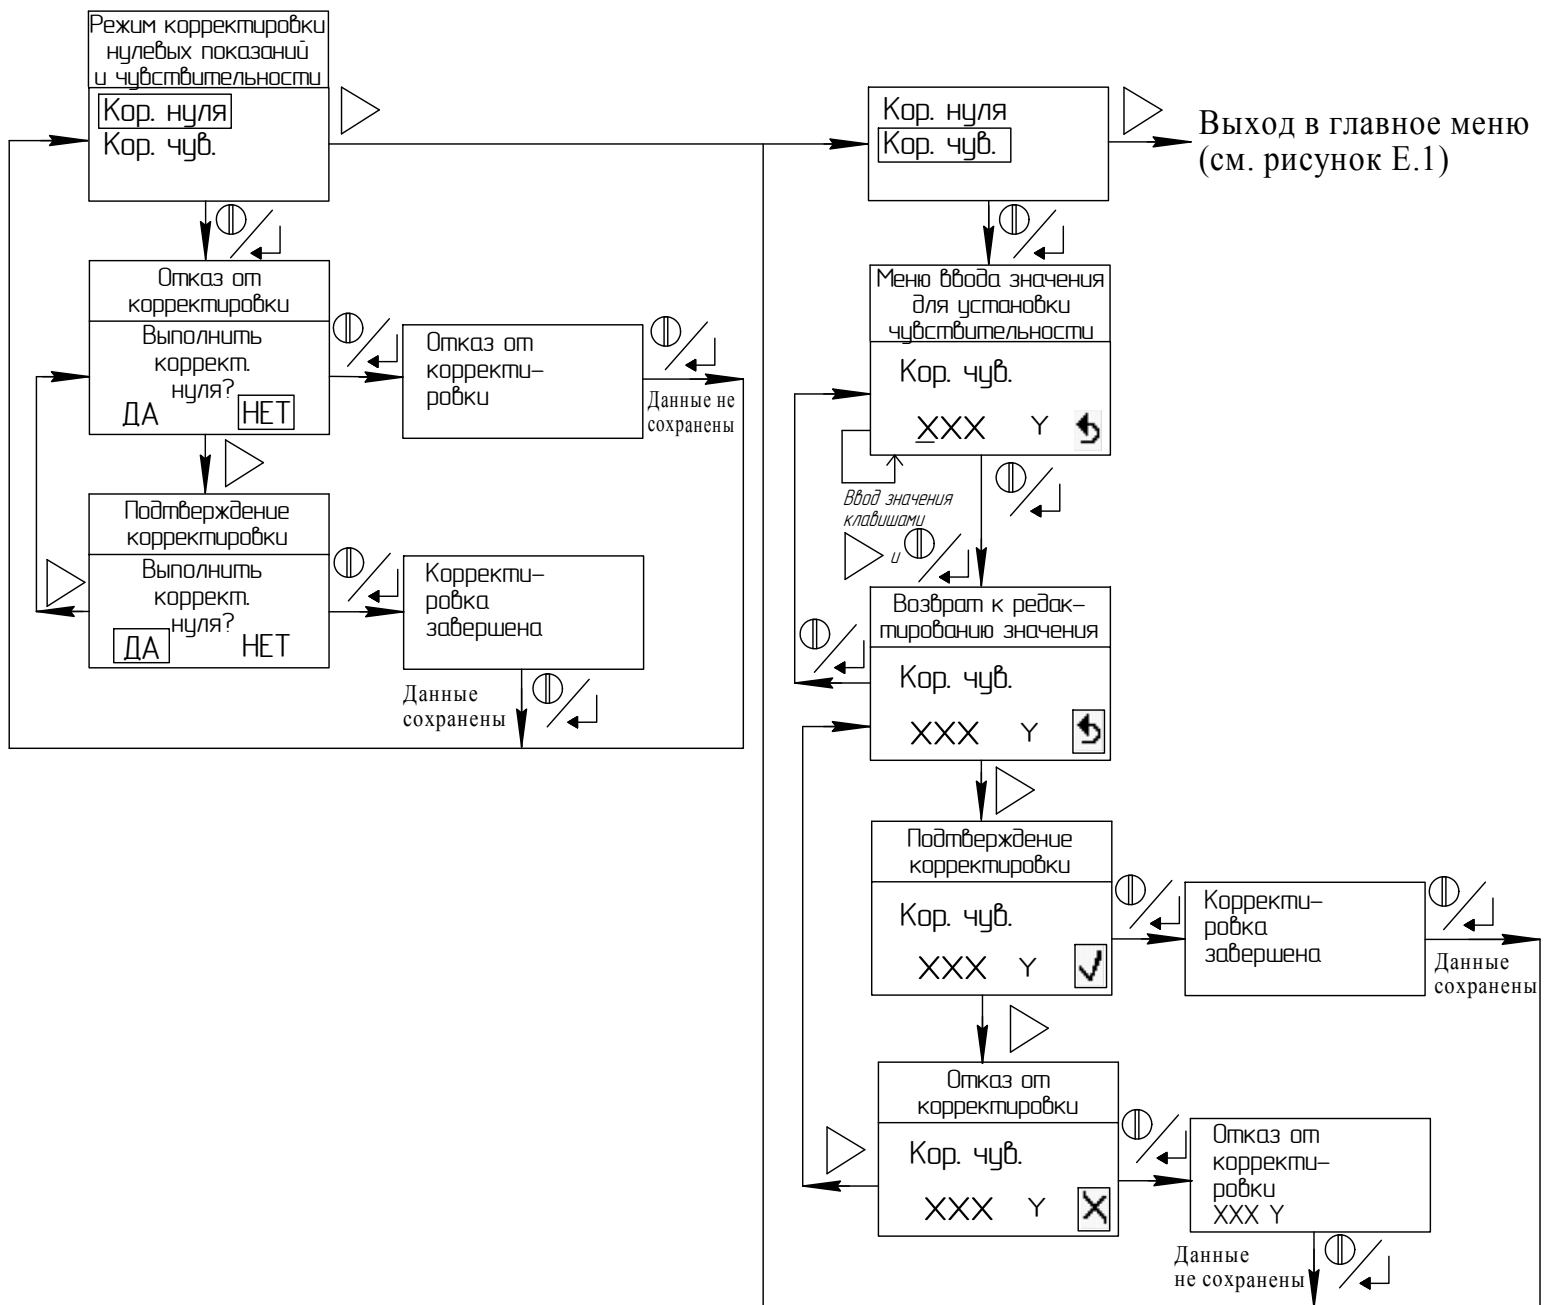 Режим корректировки
нулевых показаний
и чувствительности
Кор. нуля
Кор. чув.
Отказ от
корректировки
Выполнить
коррект.
нуля?
ДА НЕТ
Отказ от
корректи-
ровки
Данные не
сохранены
Подтверждение
корректировки
Выполнить
коррект.
нуля?
ДА НЕТ
Корректи-
ровка
завершена
Данные
сохранены
Кор. нуля
Кор. чув.
Выход в главное меню
(см. рисунок Е.1)
Меню ввода значения
для установки
чувствительности
Кор. чув.
XXX Y
Ввод значения
клавишами
и
Возврат к редак-
тированию значения
Кор. чув.
XXX Y
Подтверждение
корректировки
Кор. чув.
XXX Y
Корректи-
ровка
завершена
Данные
сохранены
Отказ от
корректировки
Кор. чув.
XXX Y
Отказ от
корректи-
ровки
XXX Y
Данные
не сохранены